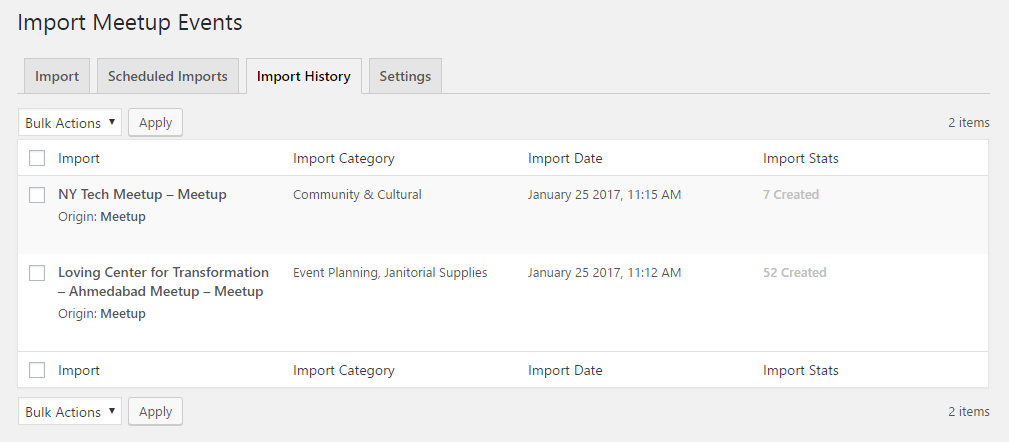 Import Meetup Events
Import Scheduled Imports Import History Settings
Bulk Actions Apply 2 items
Import Import Category Import Date Import Stats
NY Tech Meetup – Meetup Community & Cultural January 25 2017, 11:15 AM 7 Created
Origin: Meetup
Loving Center for Transformation Event Planning, Janitorial Supplies January 25 2017, 11:12 AM 52 Created
– Ahmedabad Meetup – Meetup
Origin: Meetup
Import Import Category Import Date Import Stats
Bulk Actions Apply 2 items